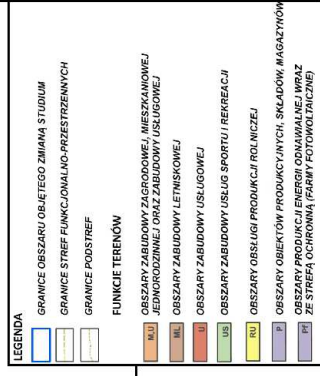 LEGENDA
GRANICE OBSZARU OBJĘTEGO ZMIANĄ STUDIUM
GRANICE STREF FUNKCJONALNO-PRZESTRZENNYCH
GRANICE PODSTREF
FUNKCJE TERENÓW
M,U OBSZARY ZABUDOWY ZAGRODOWEJ, MIESZKANIOWEJ
JEDNORODZINNEJ ORAZ ZABUDOWY USŁUGOWEJ
ML OBSZARY ZABUDOWY LETNISKOWEJ
U OBSZARY ZABUDOWY USŁUGOWEJ
US OBSZARY ZABUDOWY USŁUG SPORTU I REKREACJI
RU OBSZARY OBSŁUGI PRODUKCJI ROLNICZEJ
P OBSZARY OBIEKTÓW PRODUKCYJNYCH, SKŁADÓW, MAGAZYNÓW
Pf OBSZARY PRODUKCJI ENERGII ODNAWIALNEJ WRAZ
ZE STREFĄ OCHRONNĄ (FARMY FOTOWOLTAICZNE)